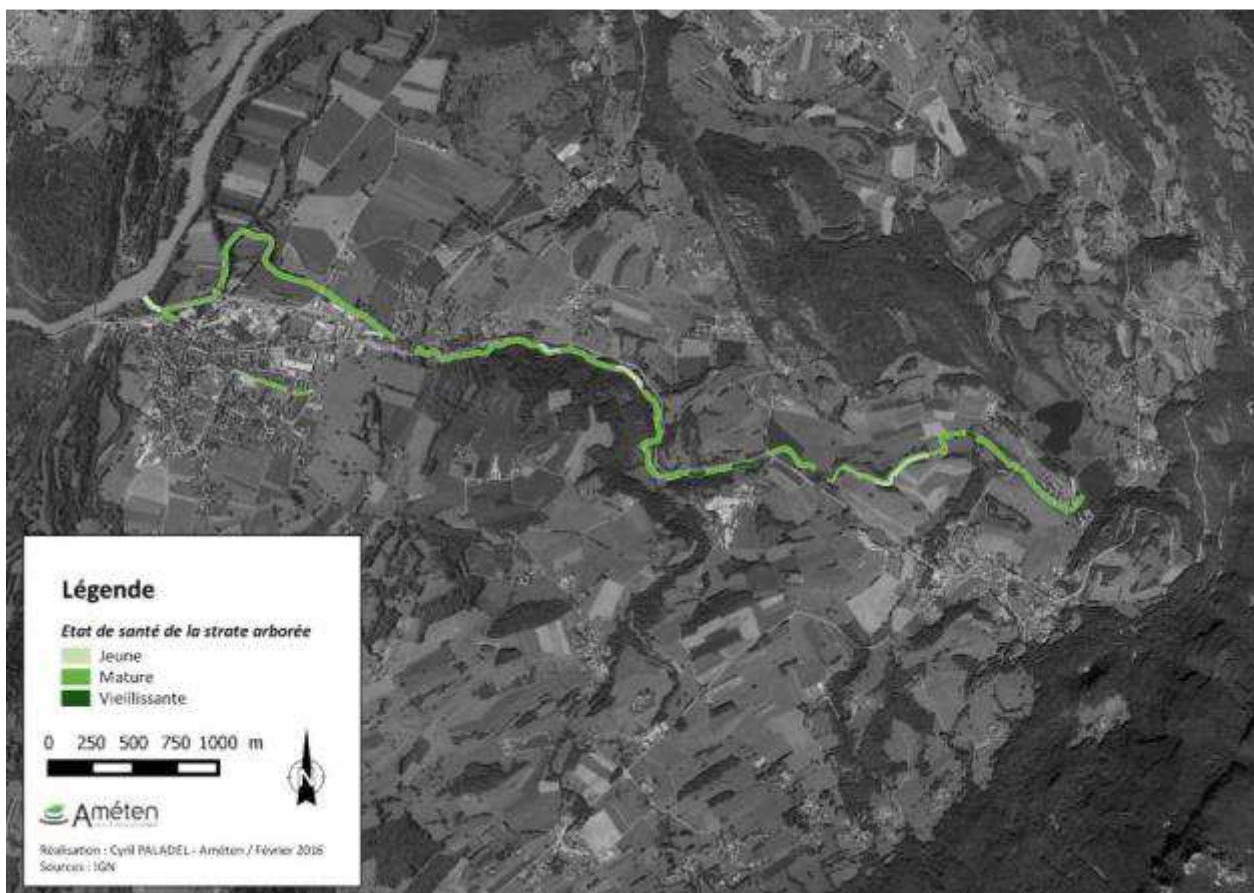 Légende
Etat de santé de la strate arborée
Jeune
Mature
Vieillissante
0 250 500 750 1000 m
N
Améten
Réalisation : Cyril PALADEL - Améten / Février 2016
Sources : IGN